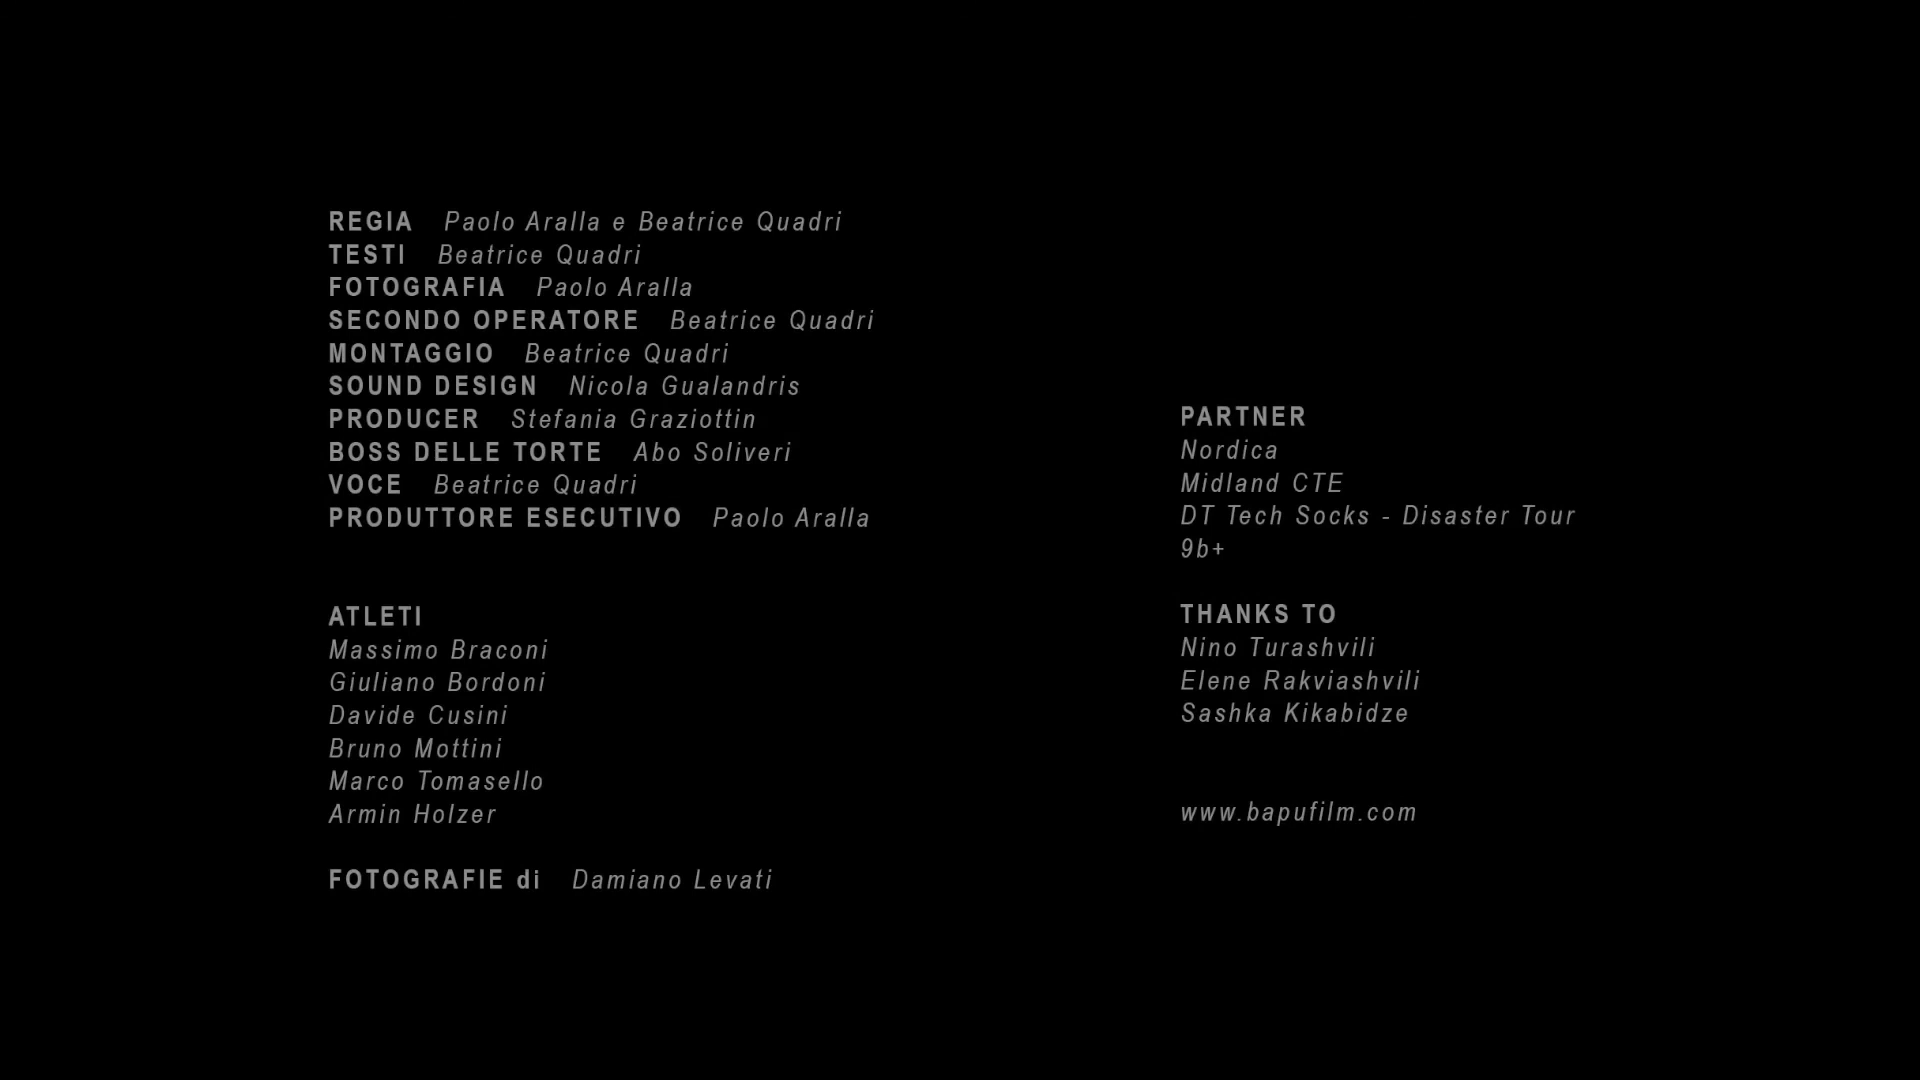 REGIA Paolo Aralla e Beatrice Quadri
TESTI Beatrice Quadri
FOTOGRAFIA Paolo Aralla
SECONDO OPERATORE Beatrice Quadri
MONTAGGIO Beatrice Quadri
SOUND DESIGN Nicola Gualandris
PRODUCER Stefania Graziottin
BOSS DELLE TORTE Abo Soliveri
VOCE Beatrice Quadri
PRODUTTORE ESECUTIVO Paolo Aralla
ATLETI
Massimo Braconi
Giuliano Bordoni
Davide Cusini
Bruno Mottini
Marco Tomasello
Armin Holzer
FOTOGRAFIE di Damiano Levati
PARTNER
Nordica
Midland CTE
DT Tech Socks - Disaster Tour
9b+
THANKS TO
Nino Turashvili
Elene Rakviashvili
Sashka Kikabidze
www.bapufilm.com